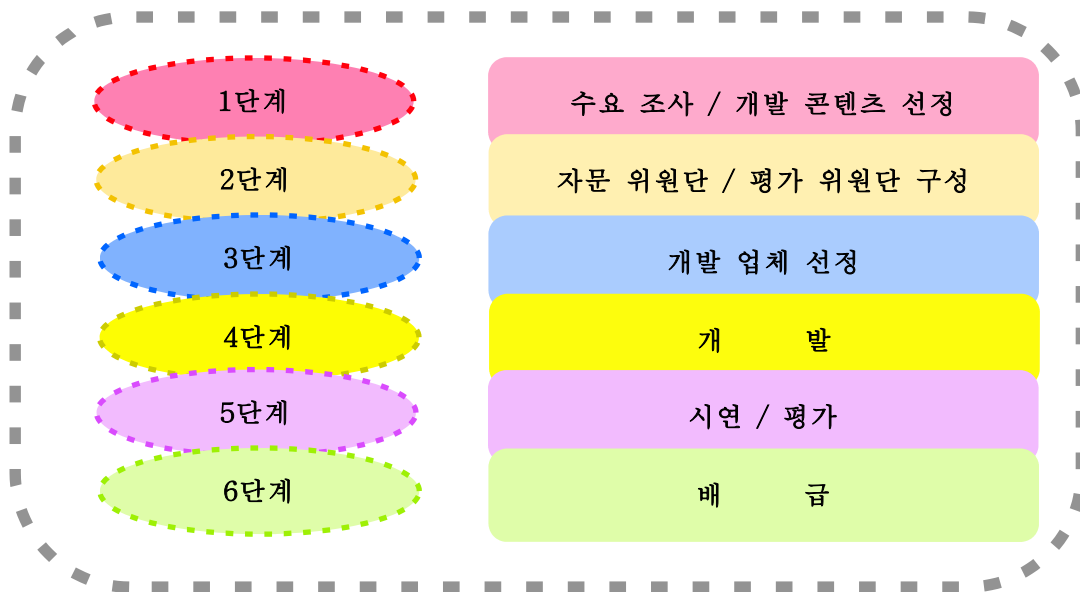 1단계 수요 조사 / 개발 콘텐츠 선정
2단계 자문 위원단 / 평가 위원단 구성
3단계 개발 업체 선정
4단계 개 발
5단계 시연 / 평가
6단계 배 급